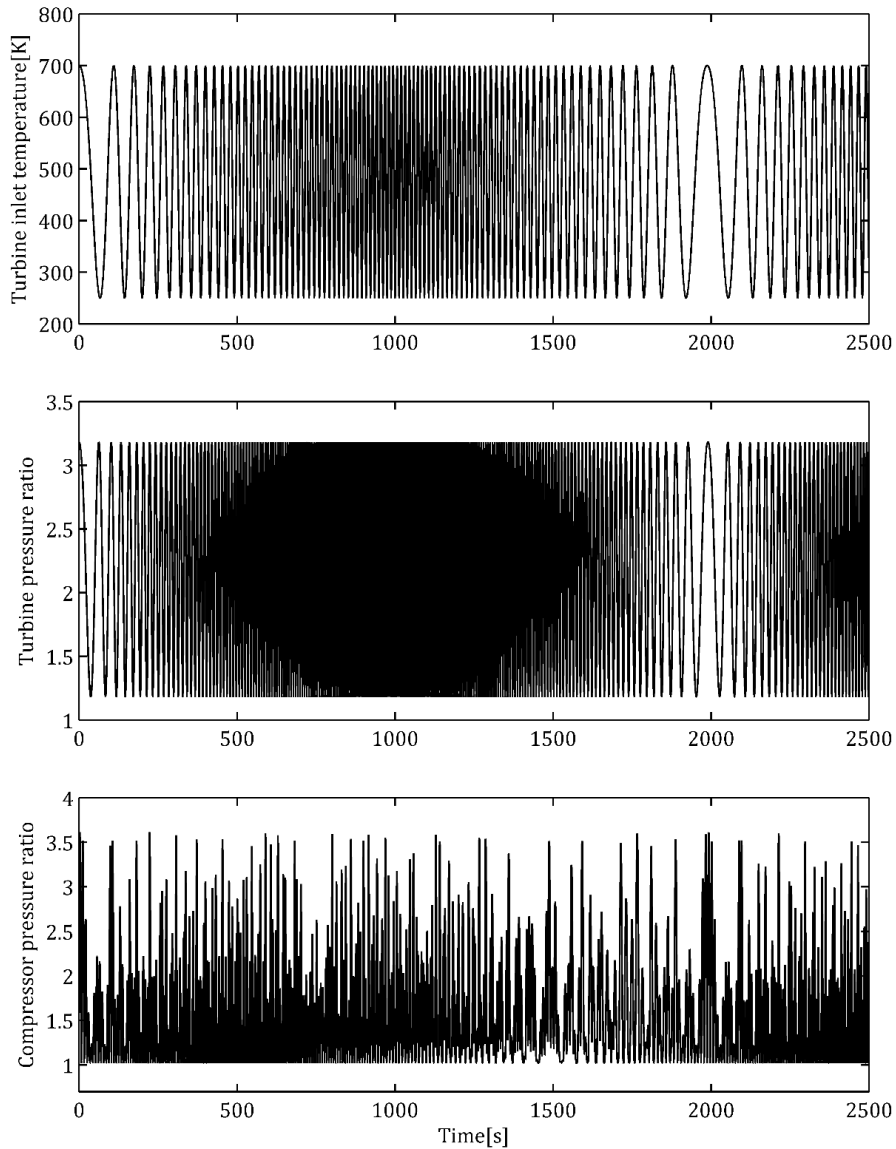 Turbine inlet temperature[K]
800
700
600
500
400
300
200
0 500 1000 1500 2000 2500
Turbine pressure ratio
3.5
3
2.5
2
1.5
1
0 500 1000 1500 2000 2500
Compressor pressure ratio
4
3.5
3
2.5
2
1.5
1
0 500 1000 1500 2000 2500
Time[s]